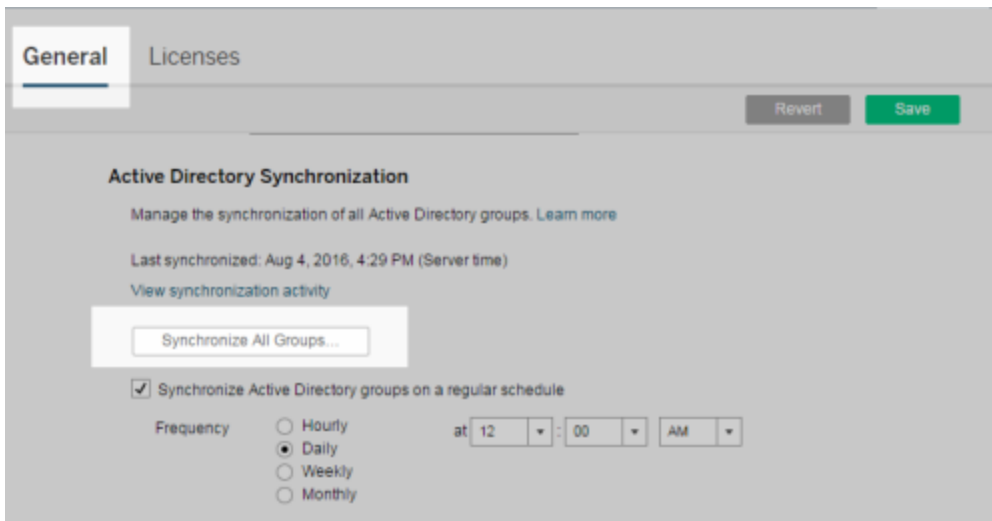 General Licenses
Revert Save
Active Directory Synchronization
Manage the synchronization of all Active Directory groups. Learn more
Last synchronized: Aug 4, 2016, 4:29 PM (Server time)
View synchronization activity
Synchronize All Groups...
Synchronize Active Directory groups on a regular schedule
Frequency Hourly at 12 : 00 AM
Daily
Weekly
Monthly